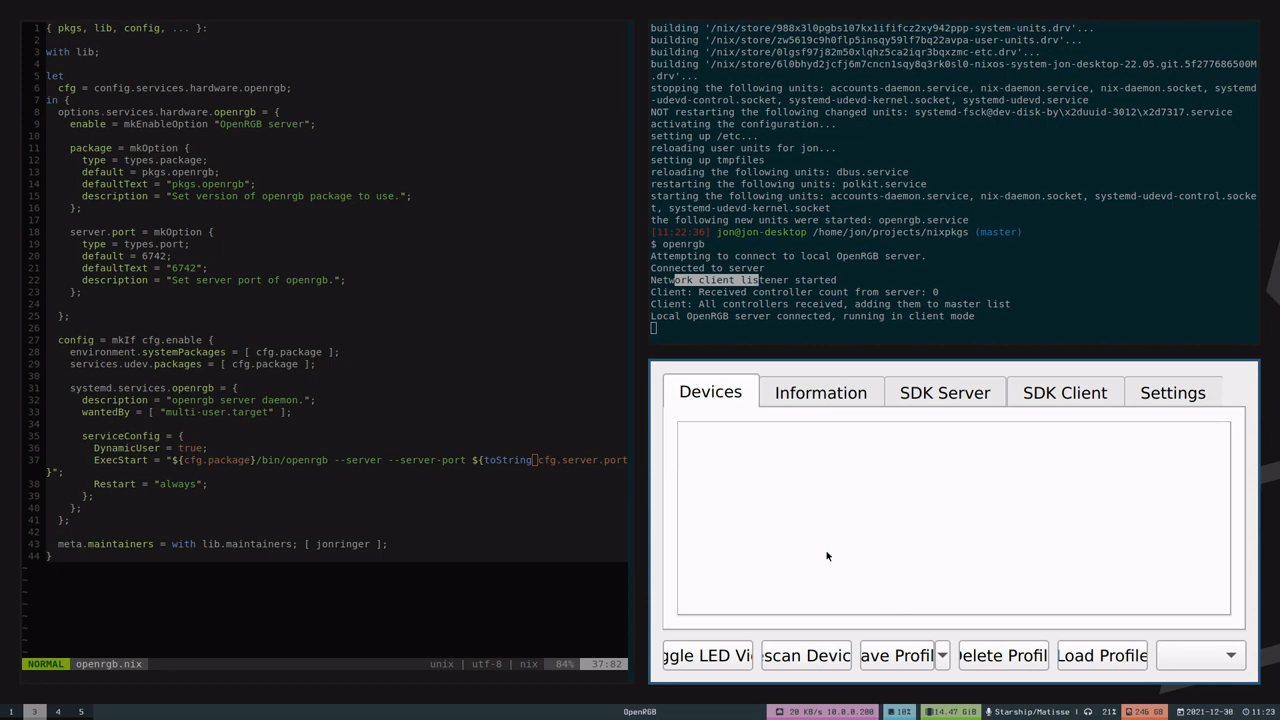 1 { pkgs, lib, config, ... }:
2
3 with lib;
4
5 let
6   cfg = config.services.hardware.openrgb;
7 in {
8   options.services.hardware.openrgb = {
9     enable = mkEnableOption "OpenRGB server";
10
11     package = mkOption {
12       type = types.package;
13       default = pkgs.openrgb;
14       defaultText = "pkgs.openrgb";
15       description = "Set version of openrgb package to use.";
16     };
17
18     server.port = mkOption {
19       type = types.port;
20       default = 6742;
21       defaultText = "6742";
22       description = "Set server port of openrgb.";
23     };
24
25   };
26
27   config = mkIf cfg.enable {
28     environment.systemPackages = [ cfg.package ];
29     services.udev.packages = [ cfg.package ];
30
31     systemd.services.openrgb = {
32       description = "openrgb server daemon.";
33       wantedBy = [ "multi-user.target" ];
34
35       serviceConfig = {
36         DynamicUser = true;
37         ExecStart = "${cfg.package}/bin/openrgb --server --server-port ${toString cfg.server.port
}";
38         Restart = "always";
39       };
40     };
41   };
42
43   meta.maintainers = with lib.maintainers; [ jonringer ];
44 }
~
~
~
~
~
~
~
NORMAL openrgb.nix unix | utf-8 | nix 84% 37:82
building '/nix/store/988x3l0pgbs107kx1ififcz2xy942ppp-system-units.drv'...
building '/nix/store/zw5619c9h0flp5insqy59lf7bq22avpa-user-units.drv'...
building '/nix/store/0lgsf97j82m50xlqhz5ca2iqr3bqxzmc-etc.drv'...
building '/nix/store/6l0bhyd2jcfj6m7cncn1sqy8q3rk0sl0-nixos-system-jon-desktop-22.05.git.5f277686500M
.drv'...
stopping the following units: accounts-daemon.service, nix-daemon.service, nix-daemon.socket, systemd
-udevd-control.socket, systemd-udevd-kernel.socket, systemd-udevd.service
NOT restarting the following changed units: systemd-fsck@dev-disk-by\x2duuid-3012\x2d7317.service
activating the configuration...
setting up /etc...
reloading user units for jon...
setting up tmpfiles
reloading the following units: dbus.service
restarting the following units: polkit.service
starting the following units: accounts-daemon.service, nix-daemon.socket, systemd-udevd-control.socke
t, systemd-udevd-kernel.socket
the following new units were started: openrgb.service
[11:22:36] jon@jon-desktop /home/jon/projects/nixpkgs (master)
$ openrgb
Attempting to connect to local OpenRGB server.
Connected to server
Network client listener started
Client: Received controller count from server: 0
Client: All controllers received, adding them to master list
Local OpenRGB server connected, running in client mode
Devices Information SDK Server SDK Client Settings
ggle LED Vi escan Devic ave Profil elete Profil Load Profile
1 3 4 5 OpenRGB 20 KB/s 10.0.0.200 10% 14.47 GiB Starship/Matisse | 21% 246 GB 2021-12-30 11:23